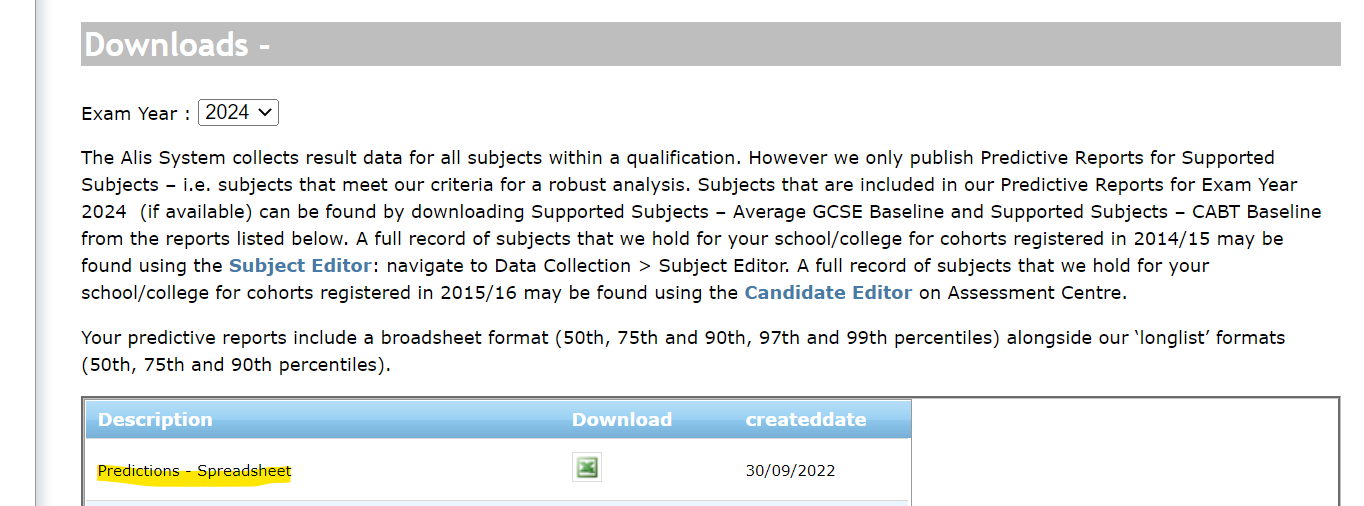 Downloads -
Exam Year : 2024
The Alis System collects result data for all subjects within a qualification. However we only publish Predictive Reports for Supported
Subjects – i.e. subjects that meet our criteria for a robust analysis. Subjects that are included in our Predictive Reports for Exam Year
2024  (if available) can be found by downloading Supported Subjects – Average GCSE Baseline and Supported Subjects – CABT Baseline
from the reports listed below. A full record of subjects that we hold for your school/college for cohorts registered in 2014/15 may be
found using the Subject Editor: navigate to Data Collection > Subject Editor. A full record of subjects that we hold for your
school/college for cohorts registered in 2015/16 may be found using the Candidate Editor on Assessment Centre.
Your predictive reports include a broadsheet format (50th, 75th and 90th, 97th and 99th percentiles) alongside our ‘longlist’ formats
(50th, 75th and 90th percentiles).
Description Download createddate
Predictions - Spreadsheet 30/09/2022